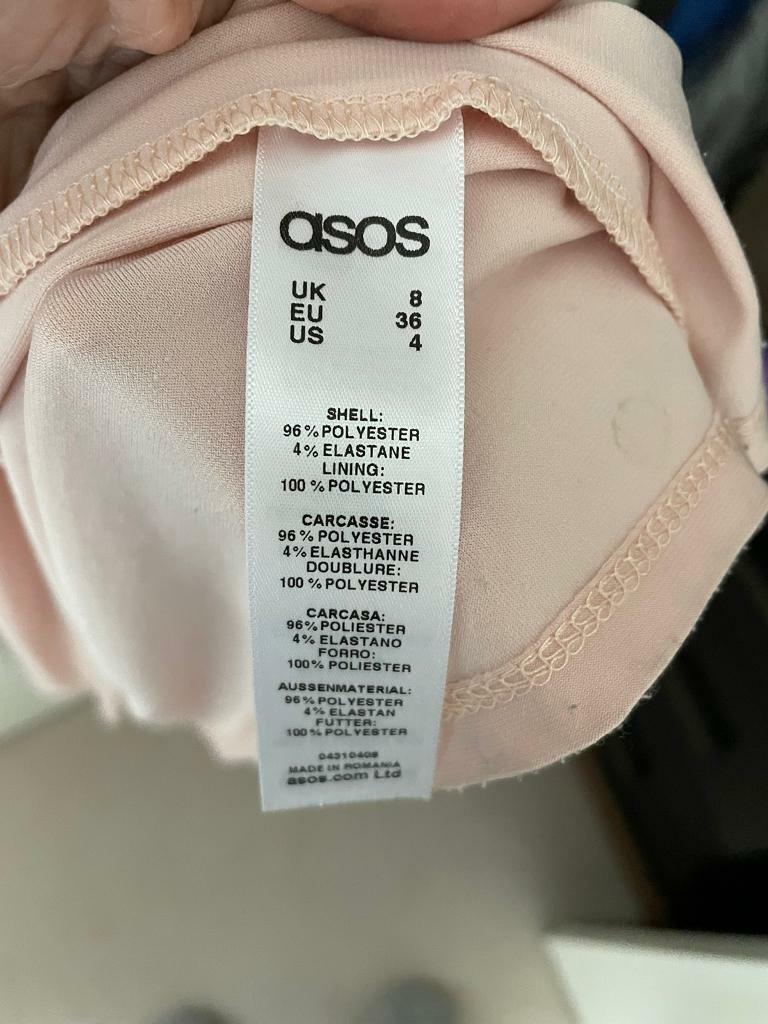 asos
UK 8
EU 36
US 4
SHELL:
96% POLYESTER
4% ELASTANE
LINING:
100% POLYESTER
CARCASSE:
96% POLYESTER
4% ELASTHANNE
DOUBLURE:
100% POLYESTER
CARCASA:
96% POLIESTER
4% ELASTANO
FORRO:
100% POLIESTER
AUSSENMATERIAL:
96% POLYESTER
4% ELASTAN
FUTTER:
100% POLYESTER
04310408
MADE IN ROMANIA
asos.com Ltd